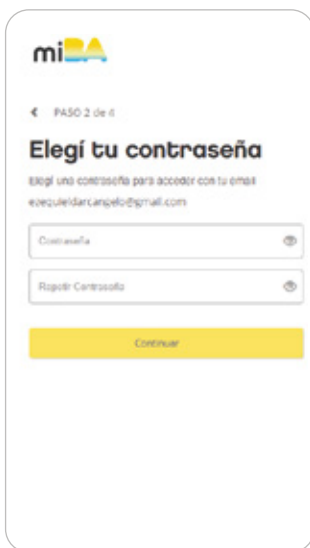 miBA
PASO 2 de 4
Elegí tu contraseña
Elegí una contraseña para acceder con tu email
ezequieldarcangelo@gmail.com
Contraseña
Repetir Contraseña
Continuar